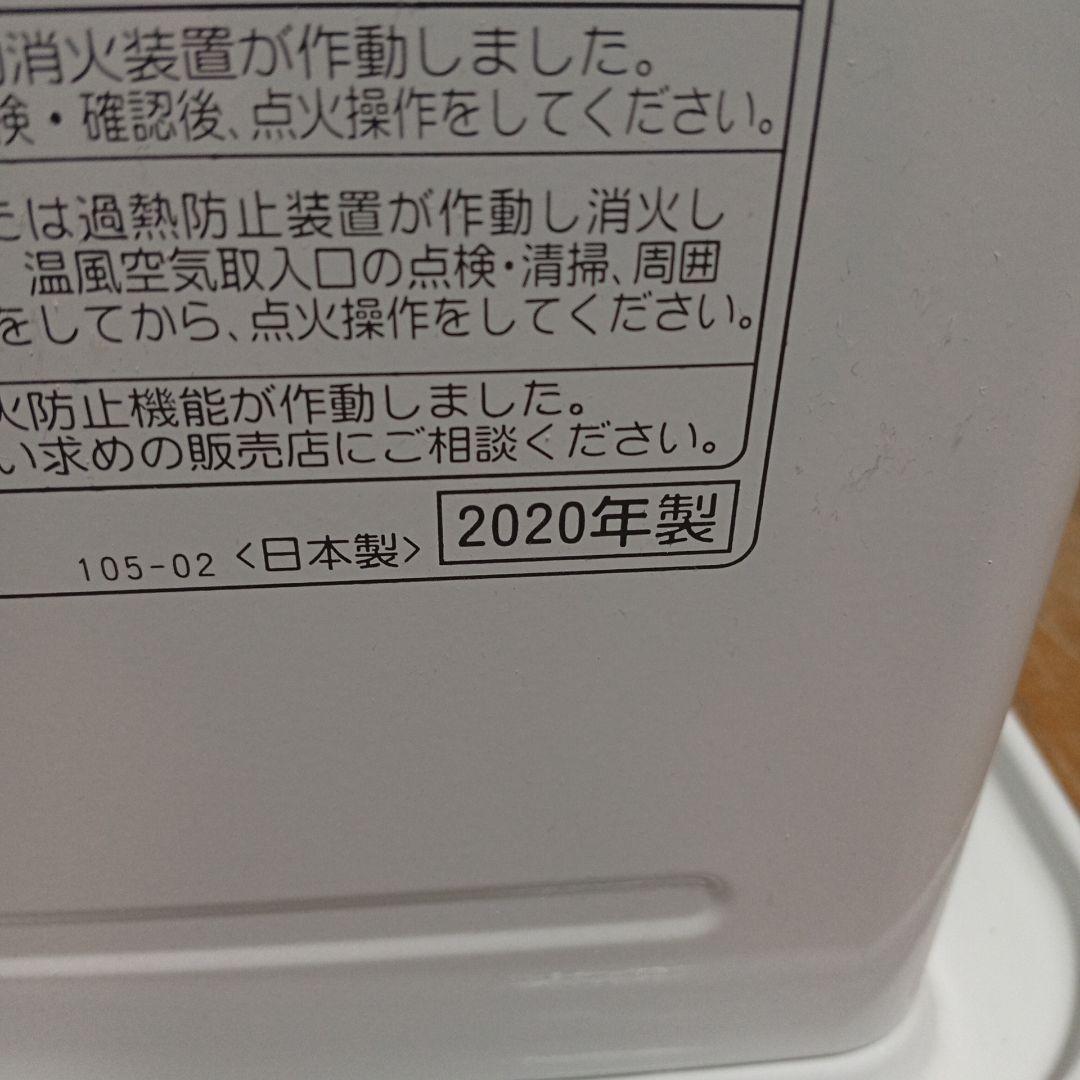 消火装置が作動しました。
検・確認後、点火操作をしてください。
たは過熱防止装置が作動し消火し
温風空気取入口の点検・清掃、周囲
をしてから、点火操作をしてください。
火防止機能が作動しました。
い求めの販売店にご相談ください。
105-02 <日本製> 2020年製